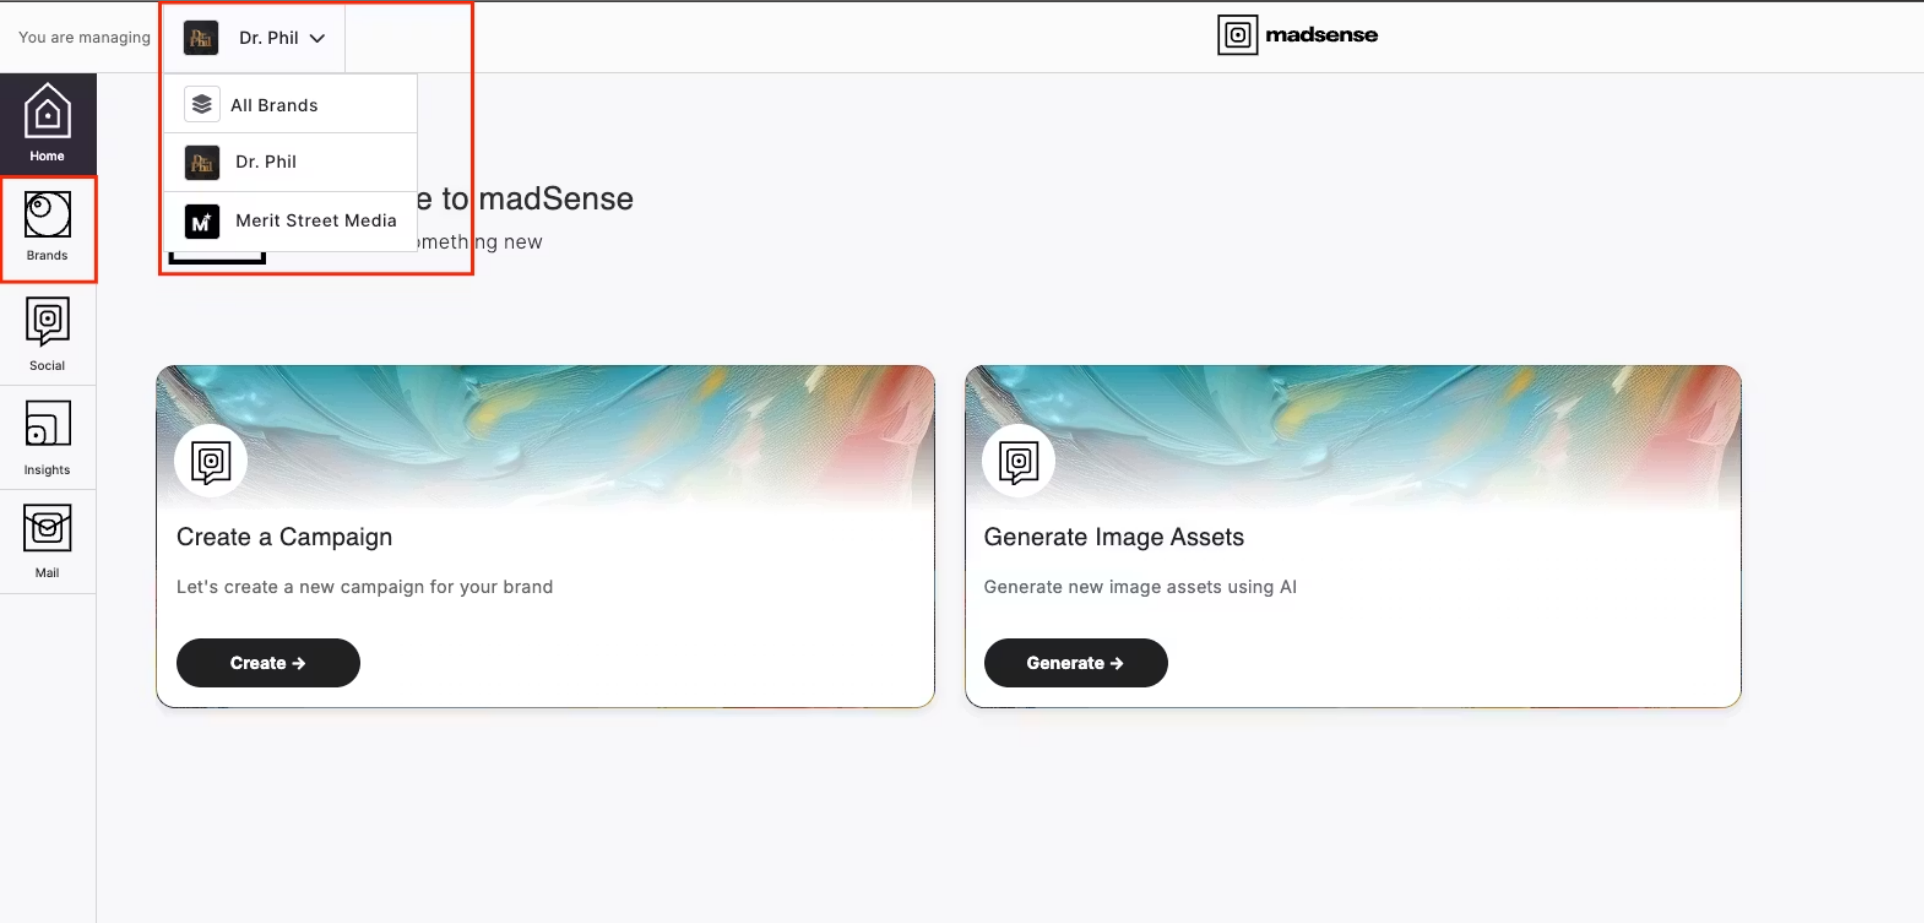 You are managing
Dr. Phil
madsense
All Brands
Dr. Phil
Merit Street Media
Home
Brands
Social
Insights
Mail
e to madSense
omething new
Create a Campaign
Let's create a new campaign for your brand
Create →
Generate Image Assets
Generate new image assets using AI
Generate →